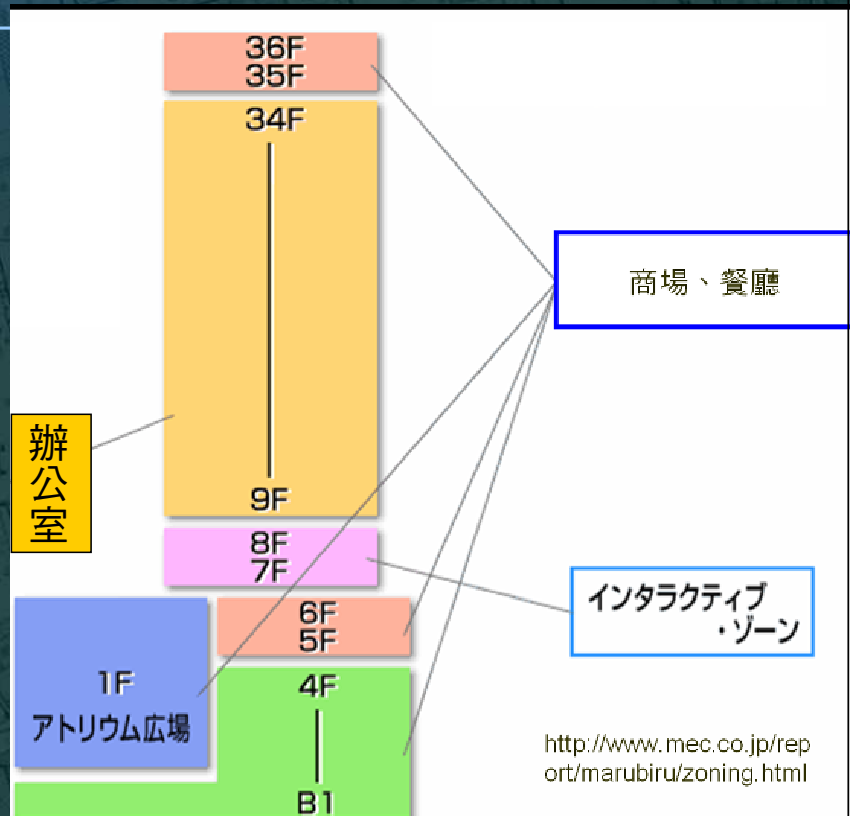 36F
35F
34F
9F
商場、餐廳
辦
公
室
8F
7F
インタラクティブ
・ゾーン
6F
5F
1F
アトリウム広場
4F
B1
http://www.mec.co.jp/rep
ort/marubiru/zoning.html